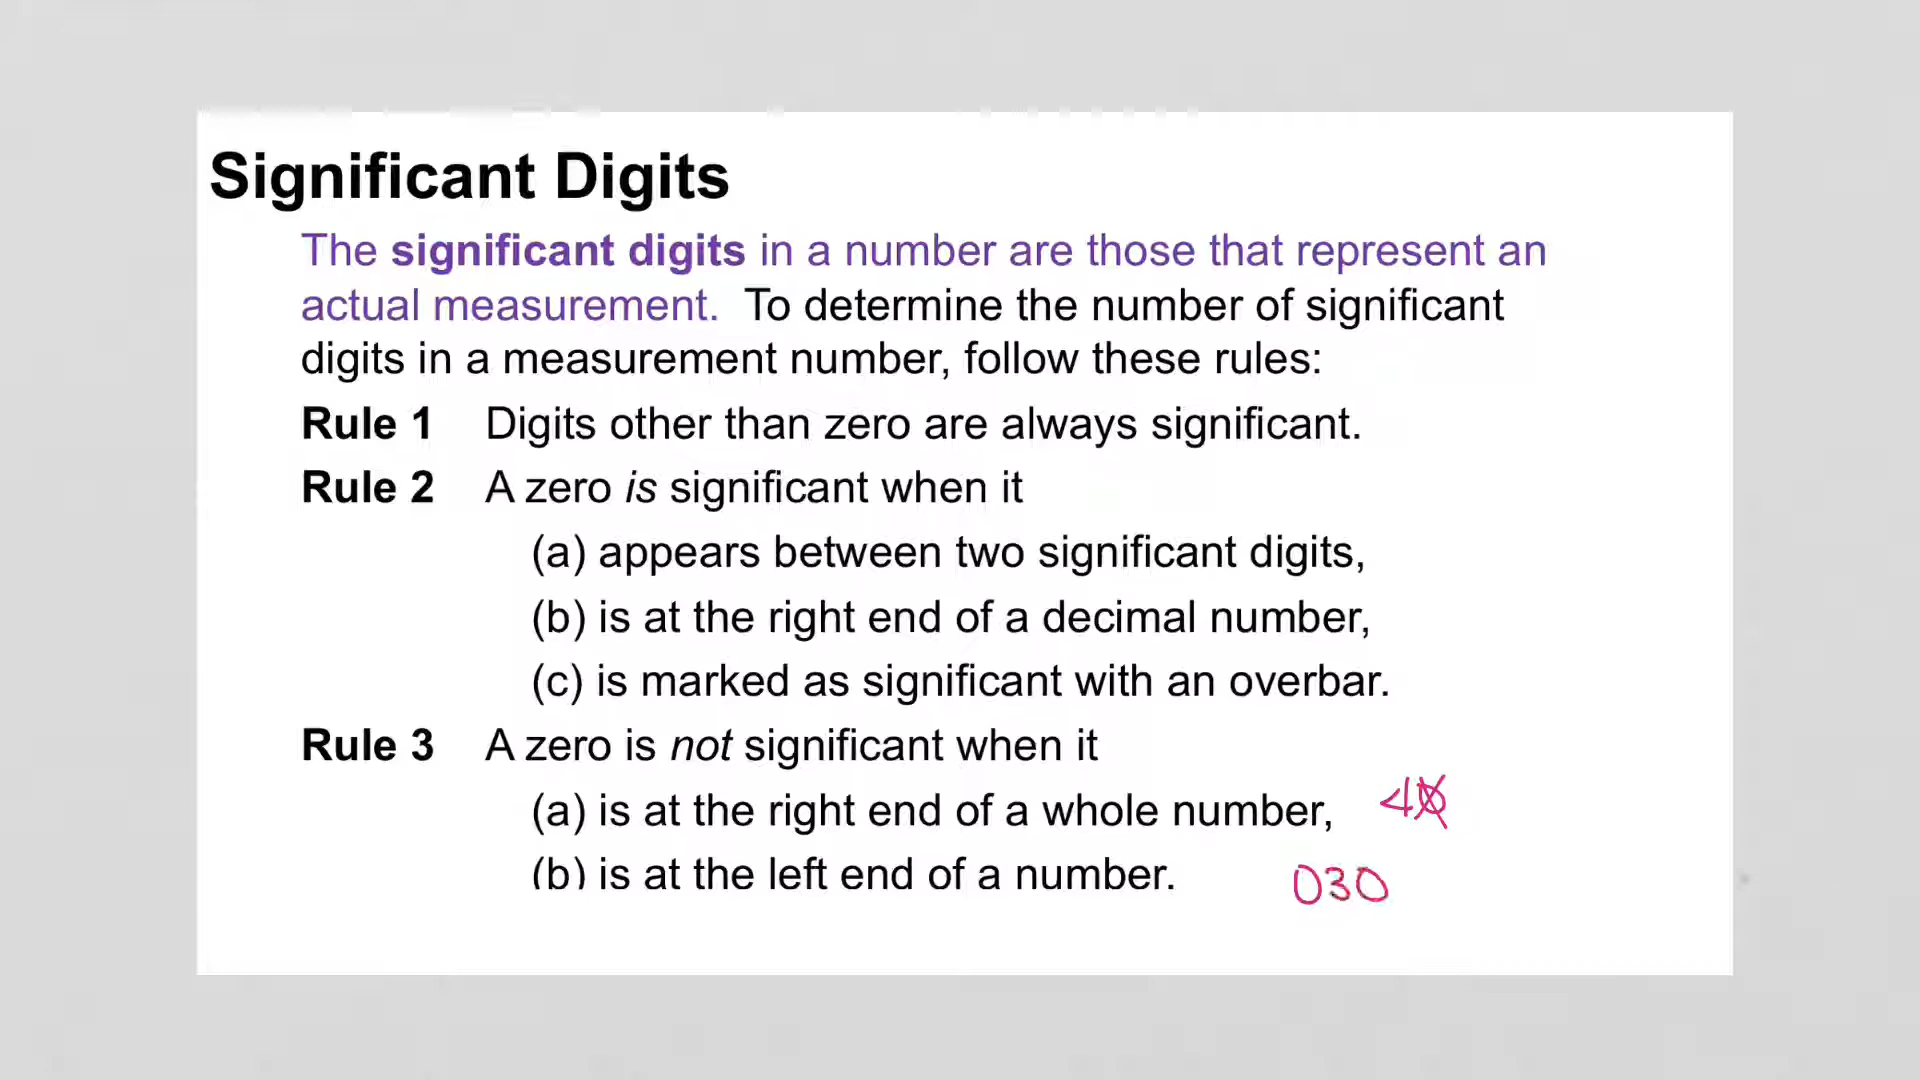 Significant Digits
The significant digits in a number are those that represent an
actual measurement. To determine the number of significant
digits in a measurement number, follow these rules:
Rule 1 Digits other than zero are always significant.
Rule 2 A zero is significant when it
(a) appears between two significant digits,
(b) is at the right end of a decimal number,
(c) is marked as significant with an overbar.
Rule 3 A zero is not significant when it
(a) is at the right end of a whole number, 40
(b) is at the left end of a number. 030